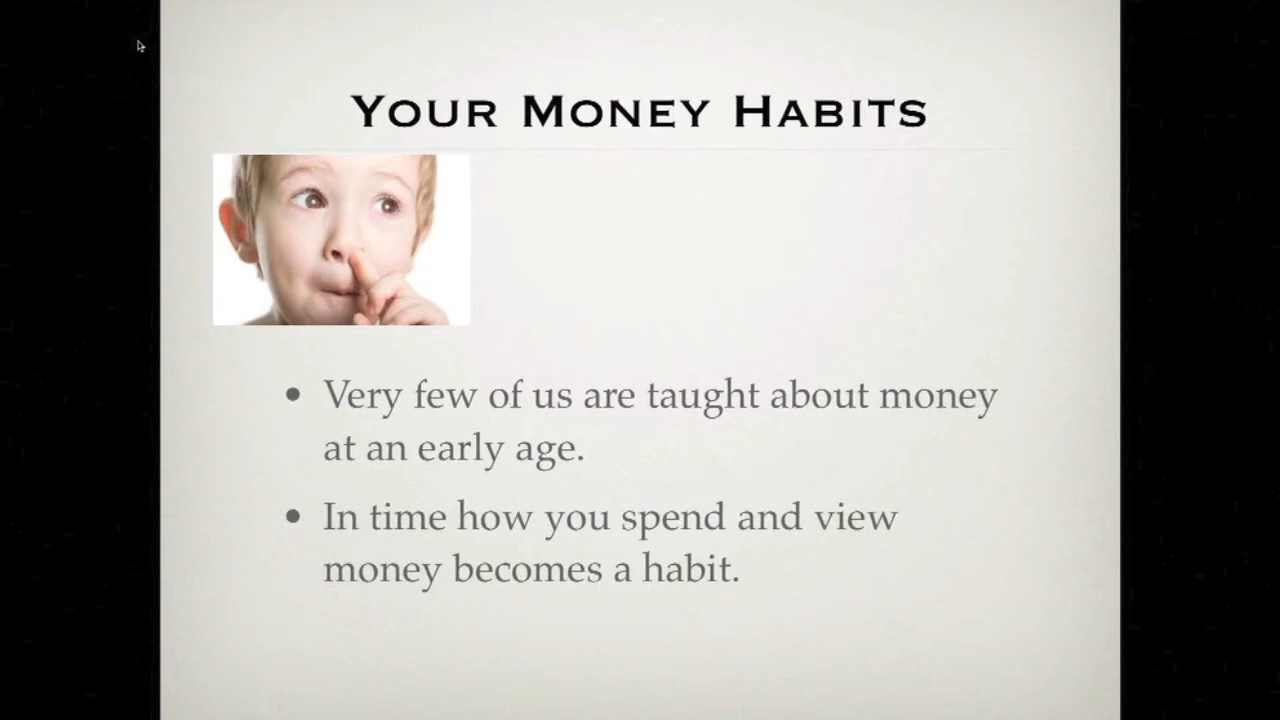 Your Money Habits
• Very few of us are taught about money
at an early age.
• In time how you spend and view
money becomes a habit.